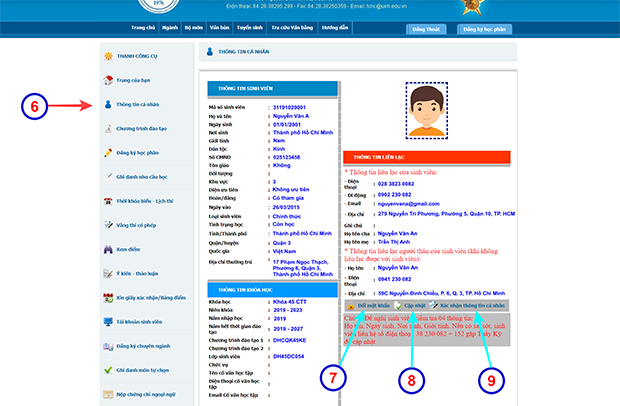 1976
Điện thoại: 84.28.38295.299 - Fax: 84.28.38250359 - Email: tchc@ueh.edu.vn
Trang chủ Ngành Bộ môn Văn bản Tuyển sinh Tra cứu Văn bằng Hướng dẫn Đăng Thoát Đăng ký học phần
THANH CÔNG CỤ
Trang của bạn
6 Thông tin cá nhân
Chương trình đào tạo
Đăng ký học phần
Ghi danh nhu cầu học
Thời khóa biểu - Lịch thi
Vắng thi có phép
Xem điểm
Ý kiến - thảo luận
Xin giấy xác nhận/Bảng điểm
Tài khoản sinh viên
Đăng ký chuyên ngành
Ghi danh môn tự chọn
Nộp chứng chỉ ngoại ngữ
THÔNG TIN CÁ NHÂN
THÔNG TIN SINH VIÊN
Mã số sinh viên : 31191020001
Họ và tên : Nguyễn Văn A
Ngày sinh : 01/01/2001
Nơi sinh : Thành phố Hồ Chí Minh
Giới tính : Nam
Dân tộc : Kinh
Số CMND : 025123456
Tôn giáo : Không
Đối tượng :
Khu vực : 3
Diện ưu tiên : Không ưu tiên
Đoàn/đảng : Có tham gia
Ngày vào : 26/03/2015
Loại sinh viên : Chính thức
Tình trạng học : Còn học
Tỉnh/Thành phố : Thành phố Hồ Chí Minh
Quận/huyện : Quận 3
Quốc gia : Việt Nam
Địa chỉ thường trú : 17 Phạm Ngọc Thạch,
Phường 6, Quận 3,
Thành phố Hồ Chí Minh
THÔNG TIN KHÓA HỌC
Khóa học : Khóa 45 CTT
Niên khóa : 2019 - 2023
Năm nhập học : 2019
Năm hết thời gian đào
tạo : 2019 - 2027
Chương trình đào tạo 1 : DHCQK45KE
Chương trình đào tạo 2 :
Lớp sinh viên : DH45DC054
Chức vụ :
Tên cố vấn học tập :
Điện thoại cố vấn học
tập :
Email Cố vấn học tập :
THÔNG TIN LIÊN LẠC
* Thông tin liên lạc của sinh viên:
- Điện
thoại : 028 3823 0082
- Di động : 0902 230 082
- Email : nguyenvana@gmail.com
- Địa chỉ : 279 Nguyễn Tri Phương, Phường 5, Quận 10, TP. HCM
Ghi chú :
Họ tên cha : Nguyễn Văn An
Họ tên mẹ : Trần Thị Anh
* Thông tin liên lạc người thân của sinh viên (khi không
liên lạc được với sinh viên):
- Họ tên : Nguyễn Văn An
- Điện
thoại : 0941 230 082
- Địa chỉ : 59C Nguyễn Đình Chiểu, P. 6, Q. 3, TP. Hồ Chí Minh
Đổi mật khẩu Cập nhật Xác nhận thông tin cá nhân
Đề nghị sinh viên kiểm tra 04 thông tin:
Họ tên, Ngày sinh, Nơi sinh, Giới tính. Nếu có sai sót, sinh
viên liên hệ số điện thoại 38 230 082 + 152 gặp Thầy Kỳ
để cập nhật
7
8
9